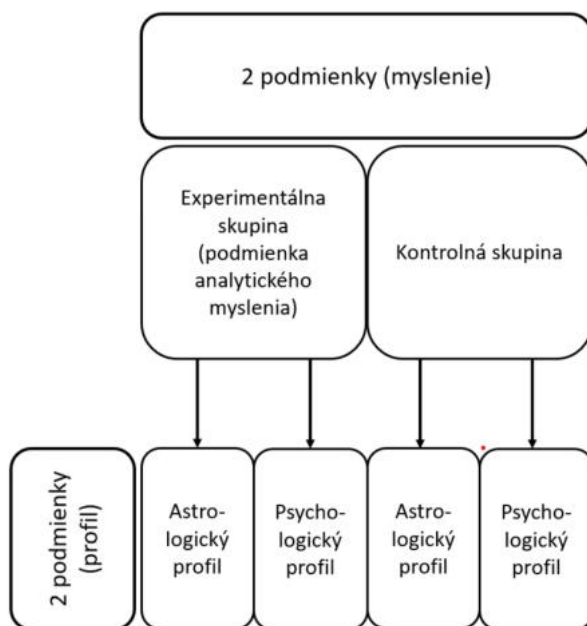 2 podmienky (myslenie)
Experimentálna
skupina
(podmienka
analytického
myslenia)
Kontrolná skupina
2 podmienky
(profil)
Astro-
logický
profil
Psycho-
logický
profil
Astro-
logický
profil
Psycho-
logický
profil